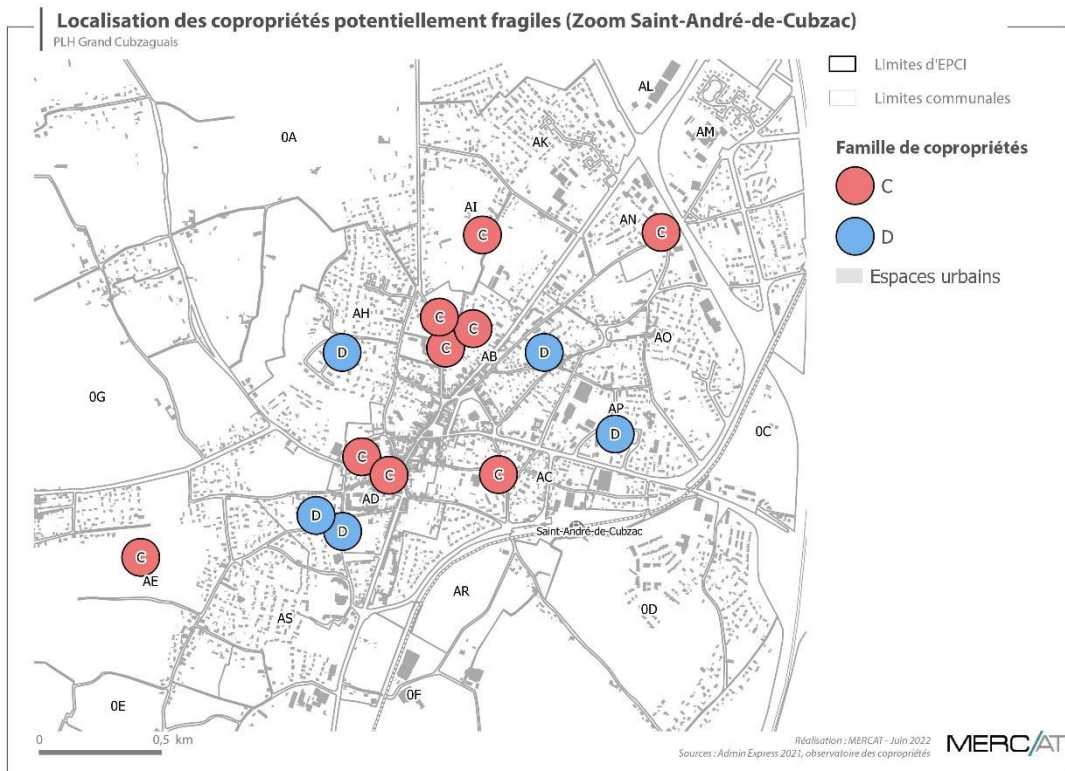 Localisation des copropriétés potentiellement fragiles (Zoom Saint-André-de-Cubzac)
PLH Grand Cubzaguais
Limites d'EPCI
Limites communales
Famille de copropriétés
C
D
Espaces urbains
AL
AM
AK
0A
AI
C
AN
C
C
C
C
AH
AB
AO
D
D
0G
AP
D
0C
C
C
C
AC
AD
D
D
Saint-André-de-Cubzac
C
AE
AR
0D
AS
0F
0E
0 0,5 km
Réalisation : MERCAT - Juin 2022
Sources : Admin Express 2021, observatoire des copropriétés
MERC/AT